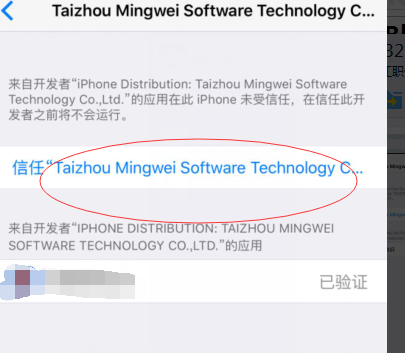 Taizhou Mingwei Software Technology C...
来自开发者“iPhone Distribution: Taizhou Mingwei Software
Technology Co.,Ltd.”的应用在此 iPhone 未受信任，在信任此开
发者之前将不会运行。
信任“Taizhou Mingwei Software Technology C...
来自开发者“IPHONE DISTRIBUTION: TAIZHOU MINGWEI
SOFTWARE TECHNOLOGY CO.,LTD.”的应用
已验证